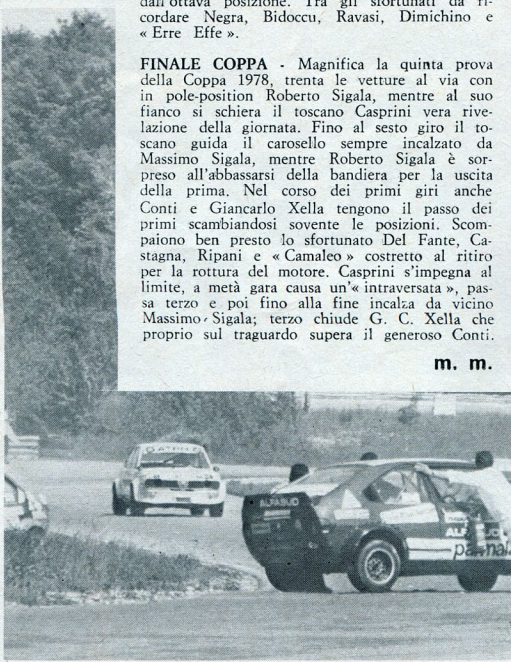 dall'ottava posizione. Tra gli sfortunati da ri-
cordare Negra, Bidoccu, Ravasi, Dimichino e
« Erre Effe ».
FINALE COPPA - Magnifica la quinta prova
della Coppa 1978, trenta le vetture al via con
in pole-position Roberto Sigala, mentre al suo
fianco si schiera il toscano Casprini vera rive-
lazione della giornata. Fino al sesto giro il to-
scano guida il carosello sempre incalzato da
Massimo Sigala, mentre Roberto Sigala è sor-
preso all'abbassarsi della bandiera per la uscita
della prima. Nel corso dei primi giri anche
Conti e Giancarlo Xella tengono il passo dei
primi scambiandosi sovente le posizioni. Scom-
paiono ben presto lo sfortunato Del Fante, Ca-
stagna, Ripani e « Camaleo » costretto al ritiro
per la rottura del motore. Casprini s'impegna al
limite, a metà gara causa un'« intraversata », pas-
sa terzo e poi fino alla fine incalza da vicino
Massimo Sigala; terzo chiude G. C. Xella che
proprio sul traguardo supera il generoso Conti.
m. m.
ALFASUD
parmala